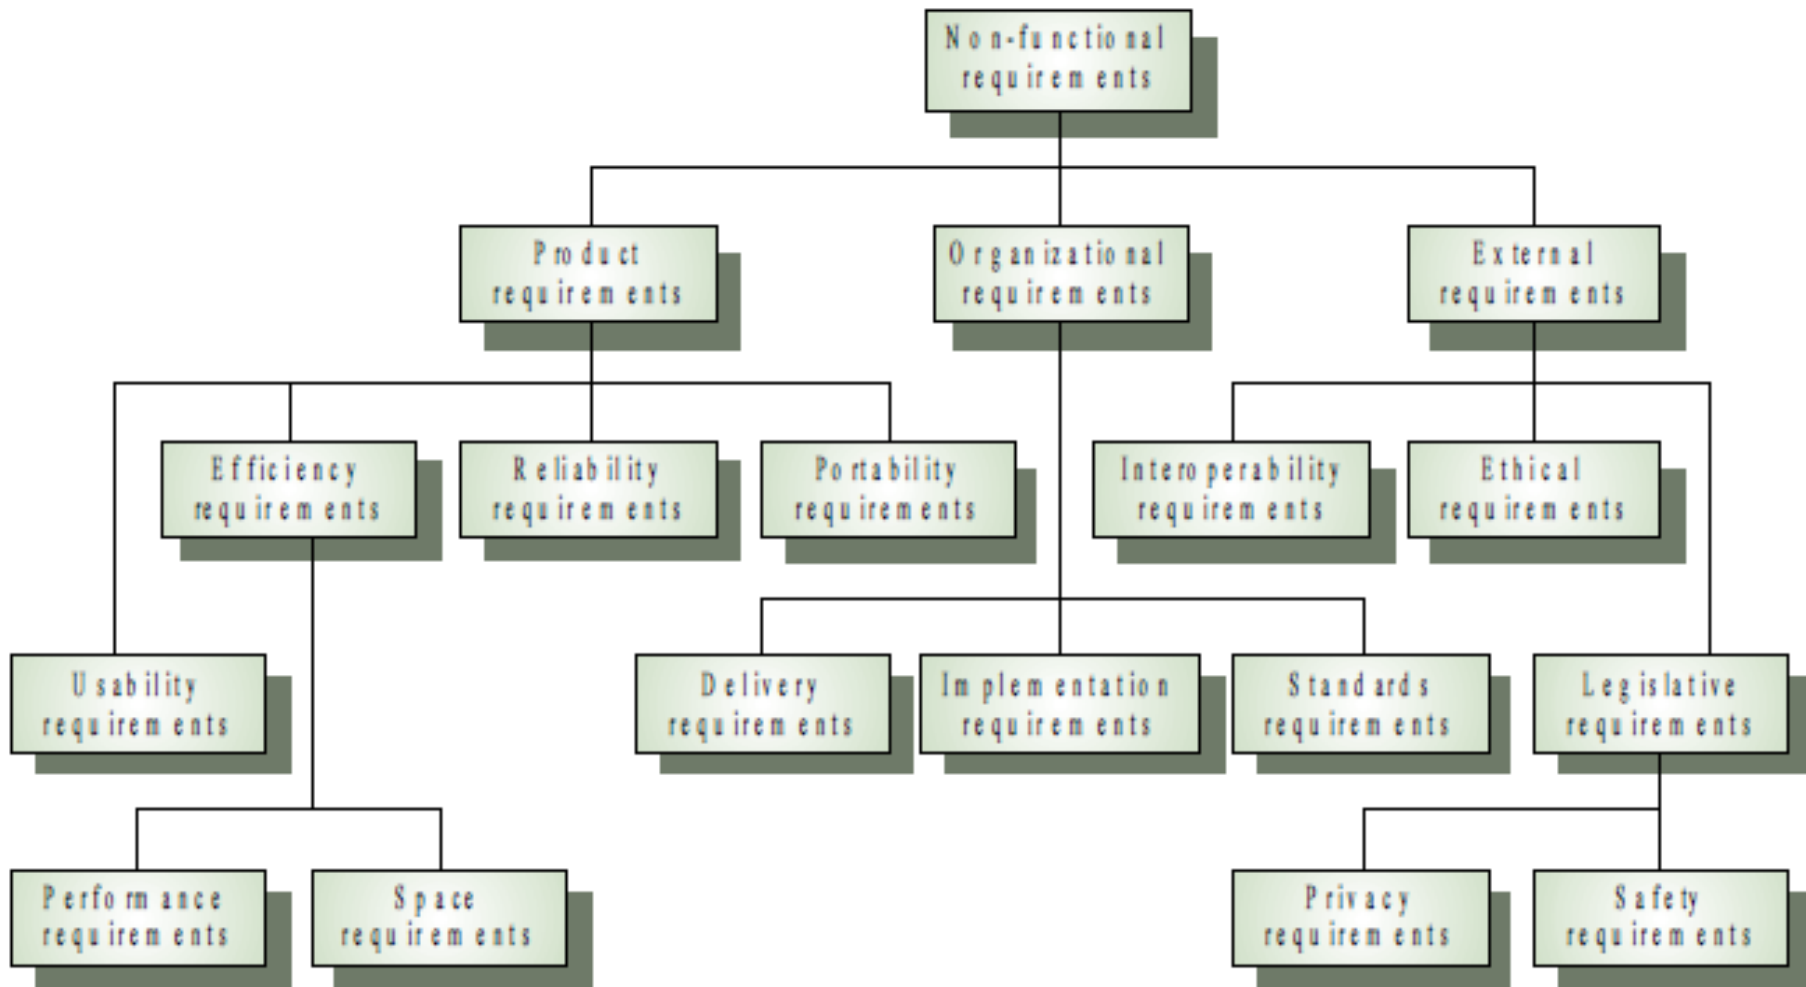 Non-functional
requirements
Product
requirements
Organizational
requirements
External
requirements
Efficiency
requirements
Reliability
requirements
Portability
requirements
Interoperability
requirements
Ethical
requirements
Usability
requirements
Delivery
requirements
Implementation
requirements
Standards
requirements
Legislative
requirements
Performance
requirements
Space
requirements
Privacy
requirements
Safety
requirements